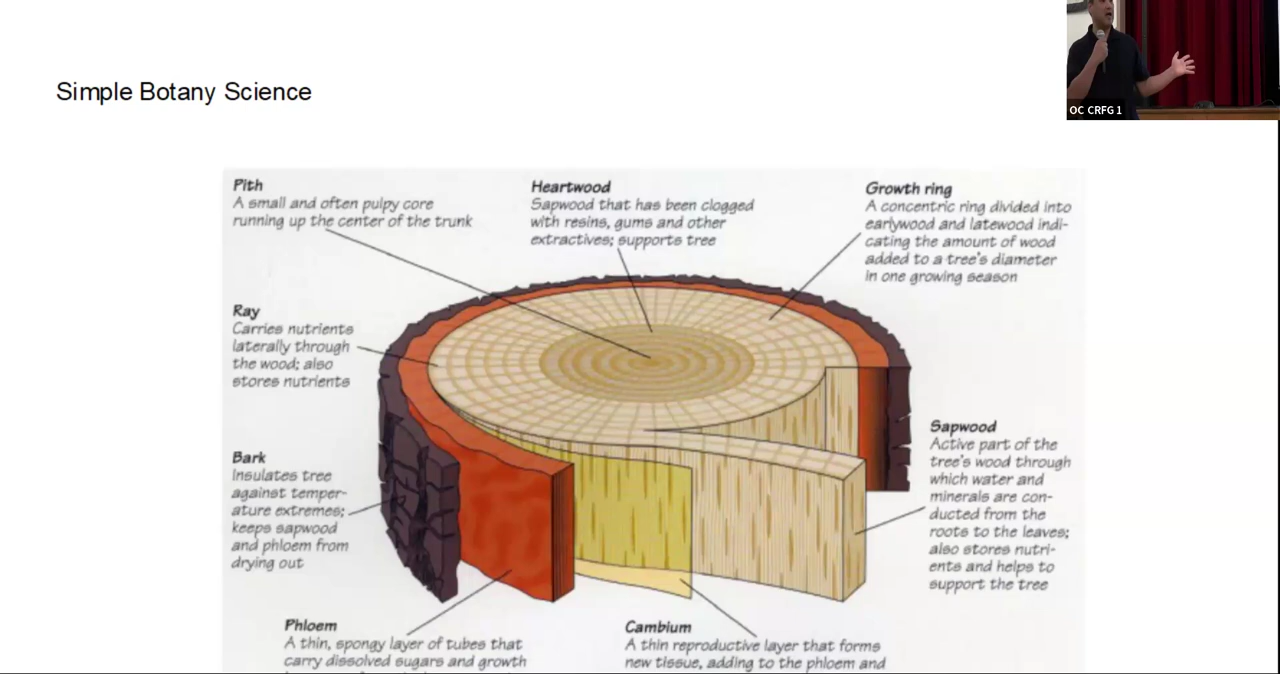 OC CRFG 1
Simple Botany Science
Pith
A small and often pulpy core
running up the center of the trunk
Heartwood
Sapwood that has been clogged
with resins, gums and other
extractives; supports tree
Growth ring
A concentric ring divided into
earlywood and latewood indi-
cating the amount of wood
added to a tree's diameter
in one growing season
Ray
Carries nutrients
laterally through
the wood; also
stores nutrients
Bark
Insulates tree
against temper-
ature extremes;
keeps sapwood
and phloem from
drying out
Sapwood
Active part of the
tree's wood through
which water and
minerals are con-
ducted from the
roots to the leaves;
also stores nutri-
ents and helps to
support the tree
Phloem
A thin, spongy layer of tubes that
carry dissolved sugars and growth
Cambium
A thin reproductive layer that forms
new tissue, adding to the phloem and